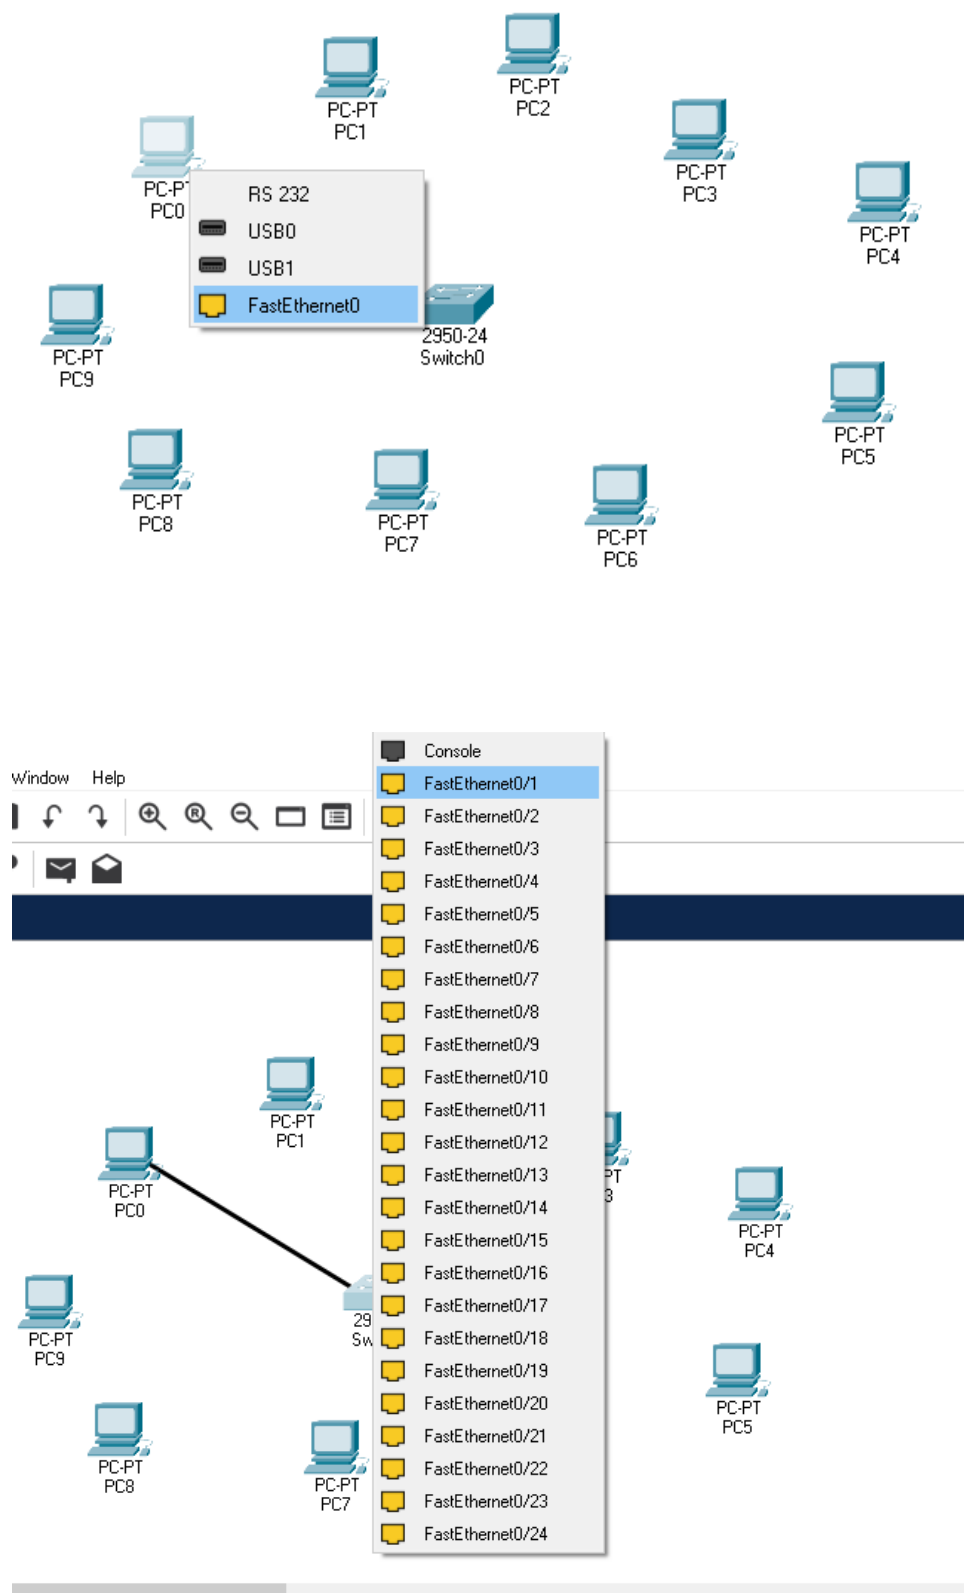 PC-PT
PC2
PC-PT
PC1
PC-PT
PC3
PC-P
PC0
RS 232
USB0
USB1
FastEthernet0
PC-PT
PC4
2950-24
Switch0
PC-PT
PC9
PC-PT
PC5
PC-PT
PC8
PC-PT
PC7
PC-PT
PC6
Window Help
Console
FastEthernet0/1
FastEthernet0/2
FastEthernet0/3
FastEthernet0/4
FastEthernet0/5
FastEthernet0/6
FastEthernet0/7
FastEthernet0/8
FastEthernet0/9
FastEthernet0/10
FastEthernet0/11
FastEthernet0/12
FastEthernet0/13
FastEthernet0/14
FastEthernet0/15
FastEthernet0/16
FastEthernet0/17
FastEthernet0/18
FastEthernet0/19
FastEthernet0/20
FastEthernet0/21
FastEthernet0/22
FastEthernet0/23
FastEthernet0/24
PC-PT
PC1
PC-PT
PC0
PT
3
PC-PT
PC4
29
Sw
PC-PT
PC9
PC-PT
PC5
PC-PT
PC8
PC-PT
PC7